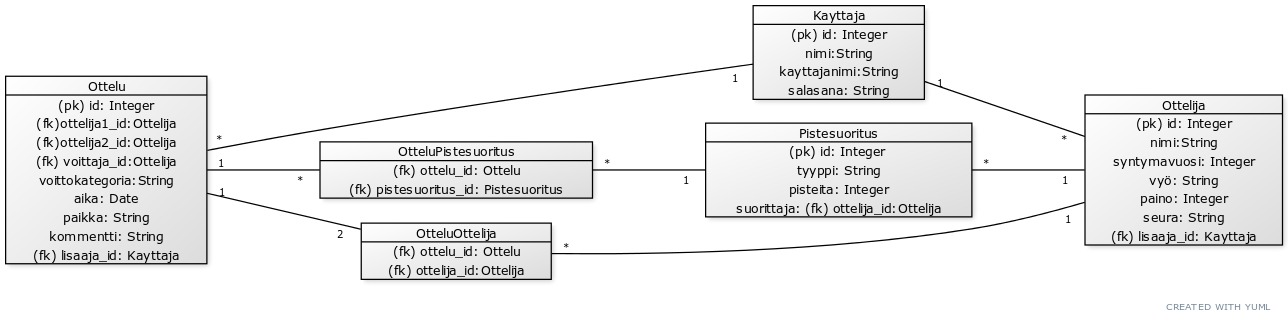 Ottelu
(pk) id: Integer
(fk)ottelija1_id:Ottelija
(fk)ottelija2_id:Ottelija
(fk) voittaja_id:Ottelija
voittokategoria:String
aika: Date
paikka: String
kommentti: String
(fk) lisaaja_id: Kayttaja
*
1
1
1
*
2
OtteluPistesuoritus
(fk) ottelu_id: Ottelu
(fk) pistesuoritus_id: Pistesuoritus
OtteluOttelija
(fk) ottelu_id: Ottelu
(fk) ottelija_id:Ottelija
*
1
*
1
Kayttaja
(pk) id: Integer
nimi:String
kayttajanimi:String
salasana: String
1
*
Pistesuoritus
(pk) id: Integer
tyyppi: String
pisteita: Integer
suorittaja: (fk) ottelija_id:Ottelija
*
1
1
Ottelija
(pk) id: Integer
nimi:String
syntymavuosi: Integer
vyö: String
paino: Integer
seura: String
(fk) lisaaja_id: Kayttaja
CREATED WITH YUML